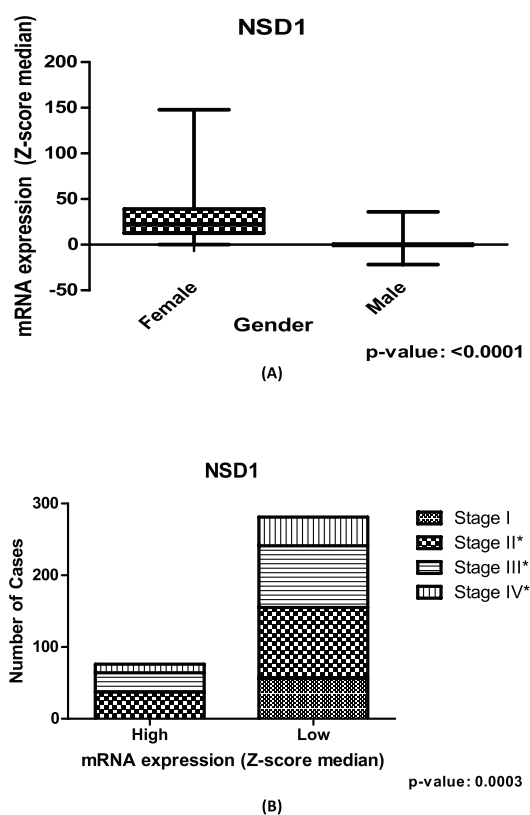 NSD1
mRNA expression (Z-score median)
200
150
100
50
0
-50
Female
Male
Gender
p-value: <0.0001
(A)
NSD1
Number of Cases
300
200
100
0
High
Low
mRNA expression (Z-score median)
Stage I
Stage II*
Stage III*
Stage IV*
p-value: 0.0003
(B)